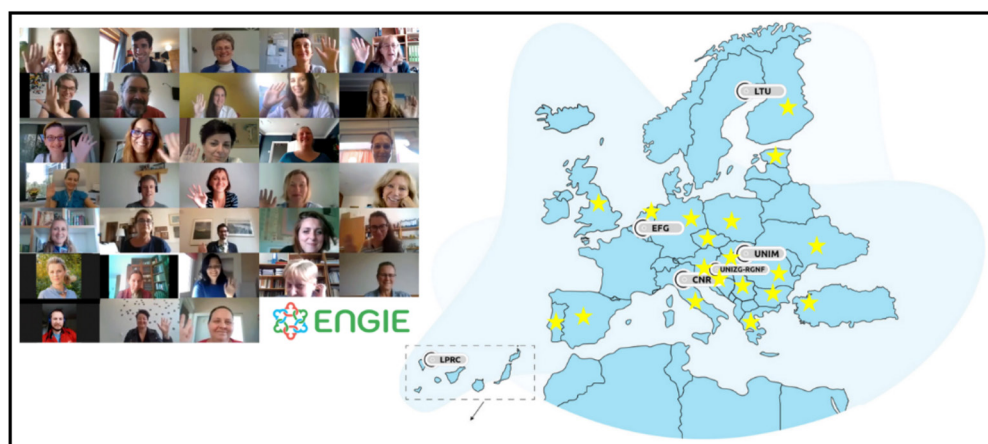 ENGIE
LTU
EFG
UNIM
UNIZG-RGNF
CNR
LPRC